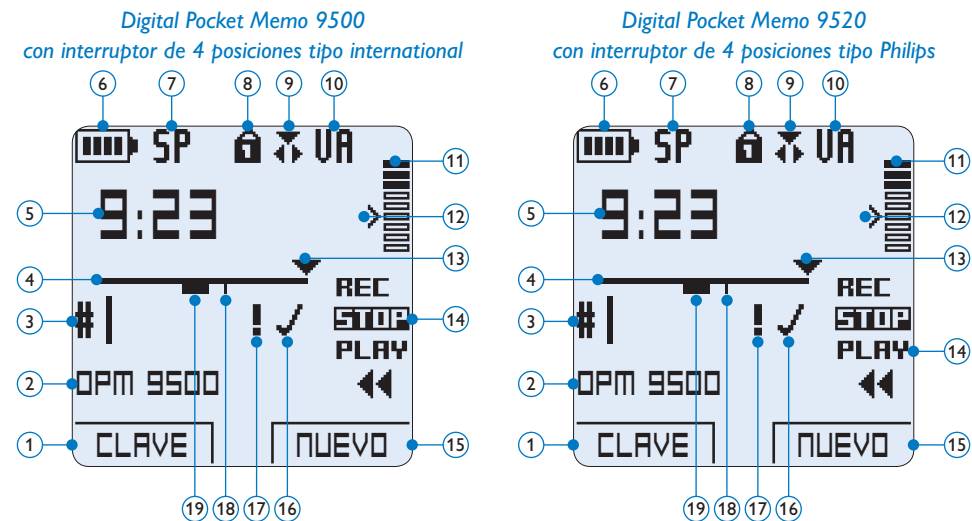 Digital Pocket Memo 9500
con interruptor de 4 posiciones tipo international
6 7 8 9 10
SP VA
11
5 9:23 12
13
4
REC
3 #1 ! STOP 14
19 18
PLAY
2 DPM 9500
1 CLAVE NUEVO 15
19 18 17 16
Digital Pocket Memo 9520
con interruptor de 4 posiciones tipo Philips
6 7 8 9 10
SP VA
11
5 9:23 12
13
4
REC
3 #1 ! STOP
PLAY 14
2 DPM 9500
1 CLAVE NUEVO 15
19 18 17 16